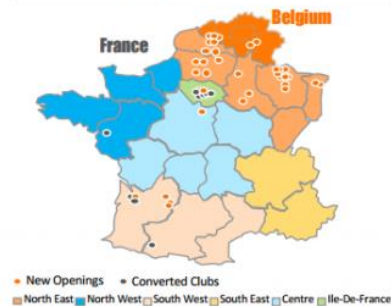 Belgium
France
New Openings Converted Clubs
North East North West South West South East Centre Ile-De-France